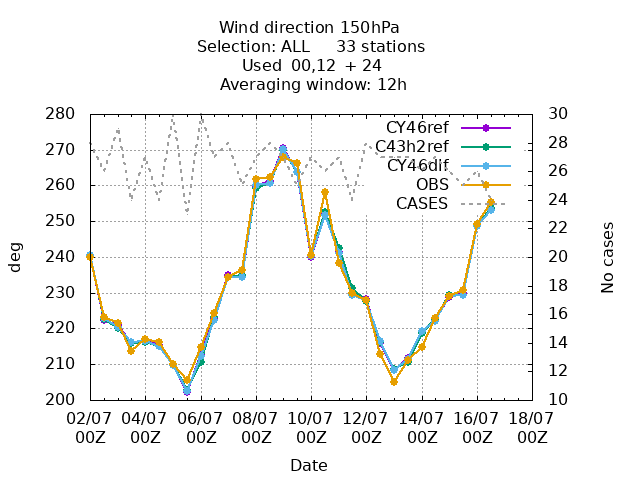 Wind direction 150hPa
Selection: ALL 33 stations
Used 00,12 + 24
Averaging window: 12h
280
270
260
250
240
230
220
210
200
deg
30
28
26
24
22
20
18
16
14
12
10
No cases
CY46ref
C43h2ref
CY46dif
OBS
CASES
02/07 04/07 06/07 08/07 10/07 12/07 14/07 16/07 18/07
00Z 00Z 00Z 00Z 00Z 00Z 00Z 00Z 00Z
Date